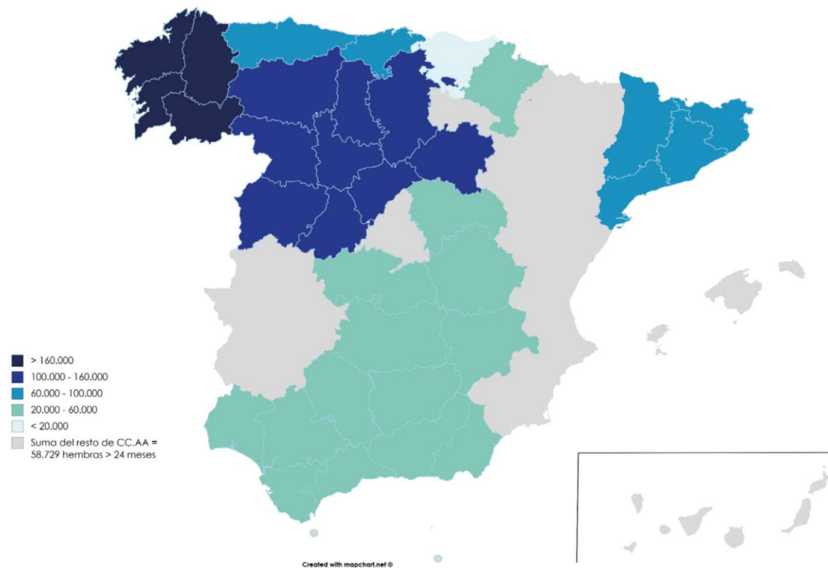 > 160.000
100.000 - 160.000
60.000 - 100.000
20.000 - 60.000
< 20.000
Suma del resto de CC.AA =
58.729 hembras > 24 meses
Created with mapchart.net ©